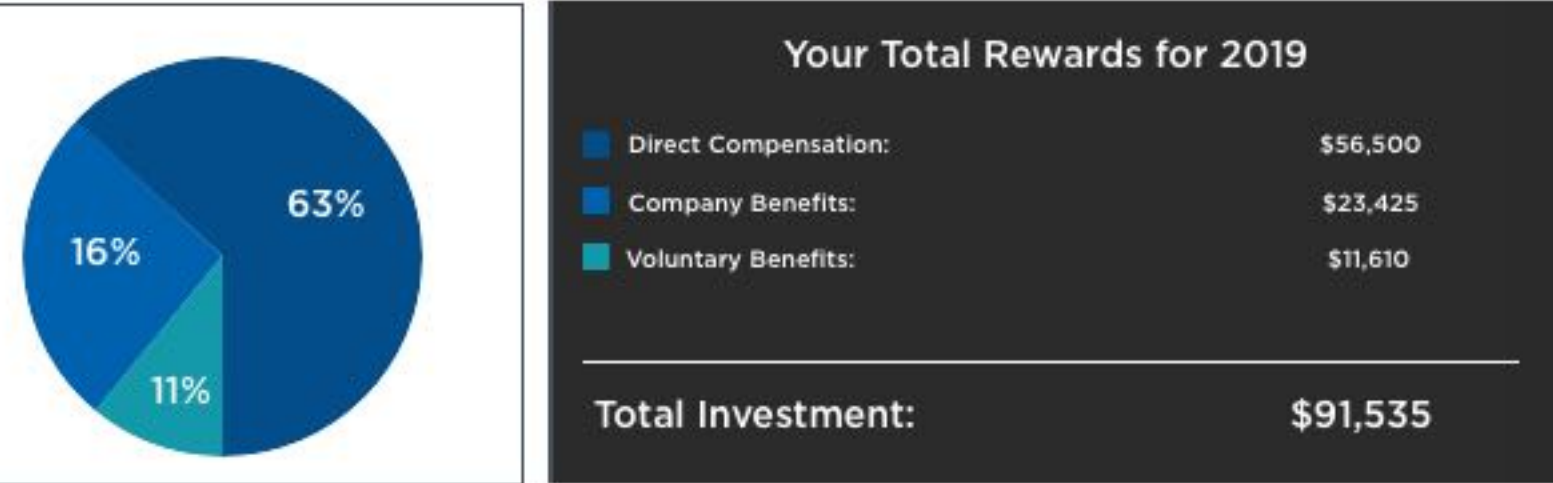 63%
16%
11%
Your Total Rewards for 2019
Direct Compensation: $56,500
Company Benefits: $23,425
Voluntary Benefits: $11,610
Total Investment: $91,535